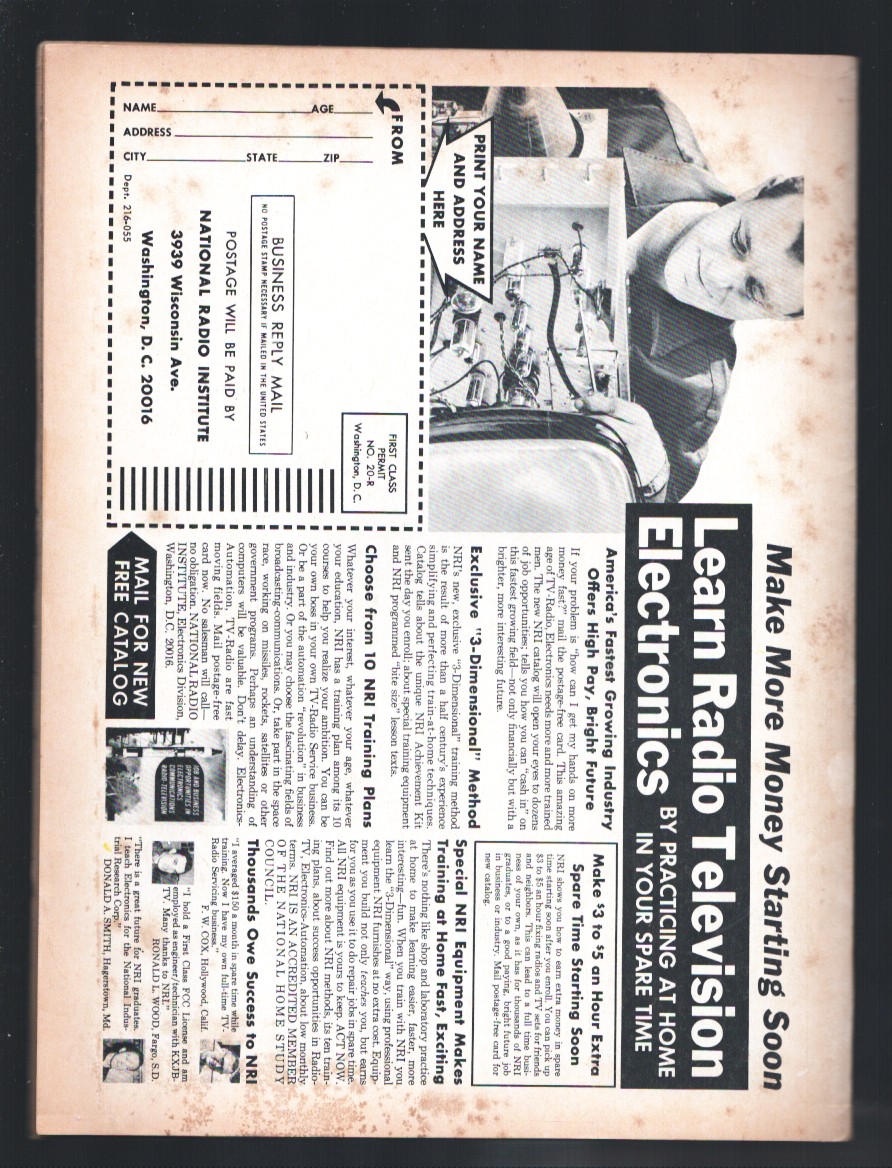 Make More Money Starting Soon
Learn Radio Television
Electronics
BY PRACTICING AT HOME
IN YOUR SPARE TIME
America's Fastest Growing Industry
Offers High Pay, Bright Future
If your problem is "how can I get my hands on more
money fast?" mail the postage-free card. This amazing
age of TV-Radio, Electronics needs more and more trained
men. The new NRI catalog will open your eyes to dozens
of job opportunities; tells you how you can "cash in" on
this fastest growing field—not only financially but with a
brighter, more interesting future.
Exclusive "3-Dimensional" Method
NRI's new, exclusive "3-Dimensional" training method
is the result of more than a half century's experience
simplifying and perfecting train-at-home techniques.
Catalog tells about the unique NRI Achievement Kit
sent the day you enroll; about special training equipment
and NRI programmed "bite size" lesson texts.
Choose from 10 NRI Training Plans
Whatever your interest, whatever your age, whatever
your education, NRI has a training plan among its 10
courses to help you realize your ambition. You can be
your own boss in your own TV-Radio Service business.
Or be a part of the automation "revolution" in business
and industry. Or you may choose the fascinating fields of
broadcasting-communications. Or, take part in the space
race, working on missiles, rockets, satellites or other
government programs. Perhaps an understanding of
computers will be valuable. Don't delay. Electronics-
Automation, TV-Radio are fast
moving fields. Mail postage-free
card now. No salesman will call—
no obligation. NATIONAL RADIO
INSTITUTE, Electronics Division,
Washington, D.C. 20016.
MAIL FOR NEW
FREE CATALOG
JOB AND BUSINESS
OPPORTUNITIES IN
ELECTRONICS
COMMUNICATIONS
RADIO-TELEVISION
Make $3 to $5 an Hour Extra
Spare Time Starting Soon
NRI shows you how to earn extra money in spare
time starting soon after you enroll. You can pick up
$3 to $5 an hour fixing radios and TV sets for friends
and neighbors. This can lead to a full time busi-
ness of your own, as it has for thousands of NRI
graduates, or to a good paying, bright future job
in business or industry. Mail postage-free card for
new catalog.
Special NRI Equipment Makes
Training at Home Fast, Exciting
There's nothing like shop and laboratory practice
at home to make learning easier, faster, more
interesting—fun. When you train with NRI you
learn the "3-Dimensional" way, using professional
equipment NRI furnishes at no extra cost. Equip-
ment you build not only teaches you, but earns
for you as you use it to do repair jobs in spare time.
All NRI equipment is yours to keep. ACT NOW.
Find out more about NRI methods, its ten train-
ing plans, about success opportunities in Radio-
TV, Electronics-Automation, about low monthly
terms. NRI IS AN ACCREDITED MEMBER
OF THE NATIONAL HOME STUDY
COUNCIL.
Thousands Owe Success to NRI
"I averaged $150 a month in spare time while
training. Now I have my own full-time TV-
Radio Servicing business."
F. W. COX, Hollywood, Calif.
"I hold a First Class FCC License and am
employed as engineer/technician with KXJB-
TV. Many thanks to NRI."
RONALD L. WOOD, Fargo, S.D.
"There is a great future for NRI graduates.
I teach Electronics for the National Indus-
trial Research Corp."
DONALD A. SMITH, Hagerstown, Md.
PRINT YOUR NAME
AND ADDRESS
HERE
FROM
NAME AGE
ADDRESS
CITY STATE ZIP
Dept. 216-055
FIRST CLASS
PERMIT
NO. 20-R
Washington, D.C.
BUSINESS REPLY MAIL
NO POSTAGE STAMP NECESSARY IF MAILED IN THE UNITED STATES
POSTAGE WILL BE PAID BY
NATIONAL RADIO INSTITUTE
3939 Wisconsin Ave.
Washington, D. C. 20016